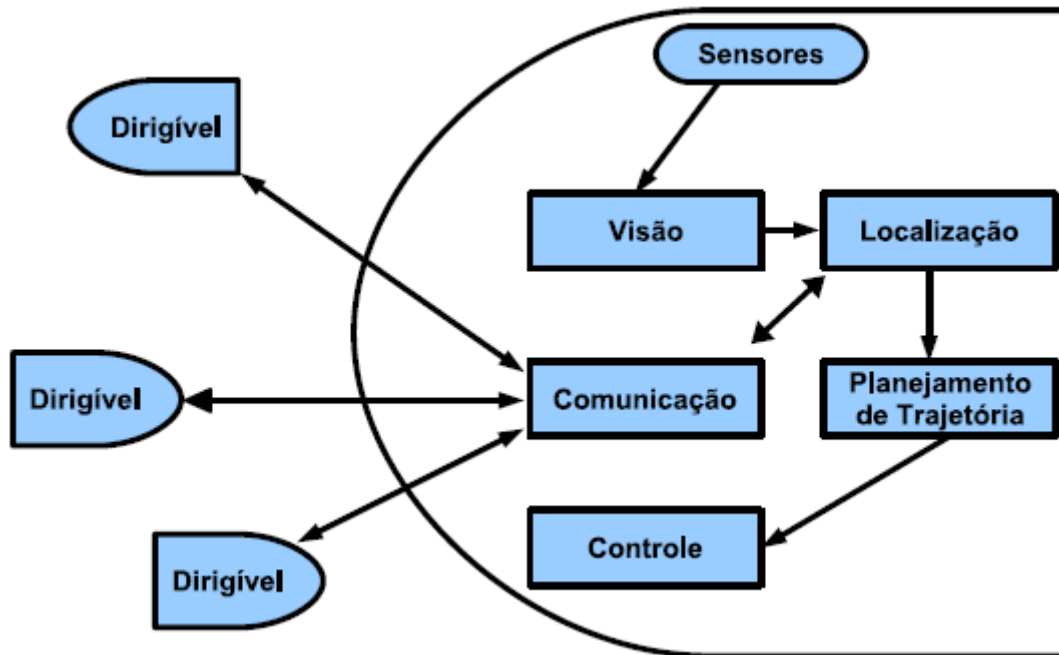 Sensores
Dirigível
Visão
Localização
Dirigível
Comunicação
Planejamento
de Trajetória
Controle
Dirigível